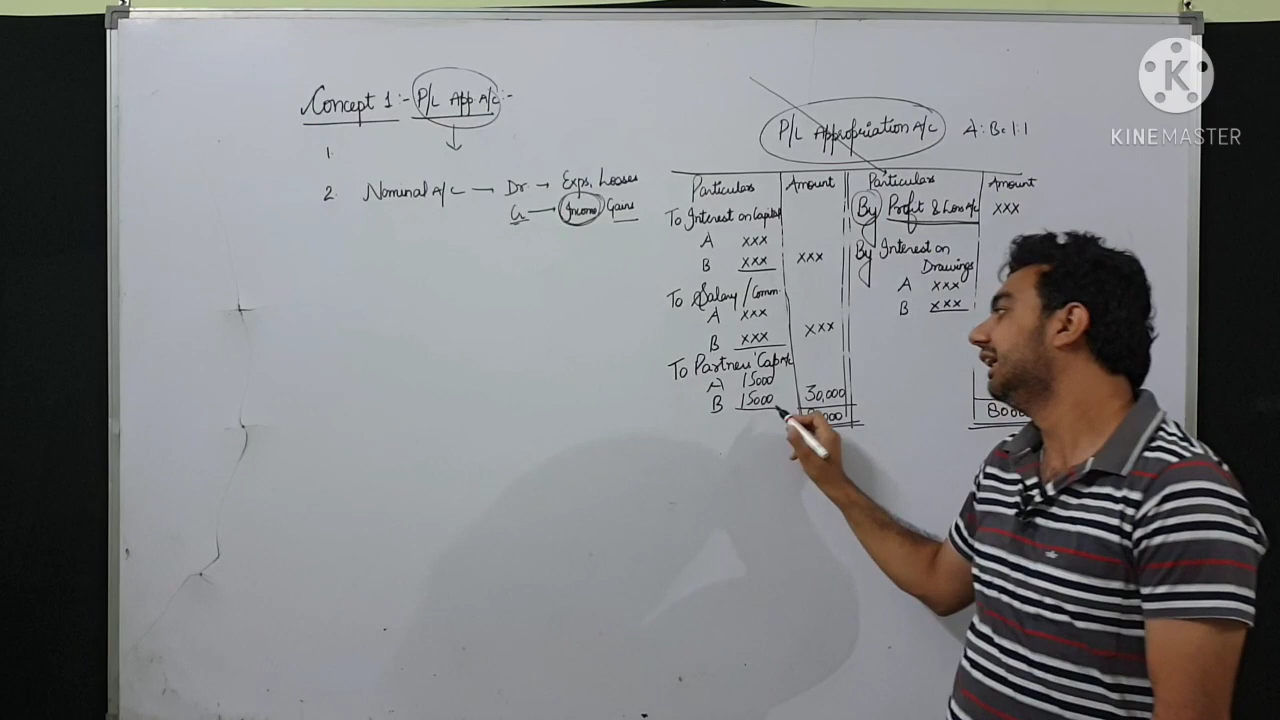 Concept 1 :- P/L App A/c :-
1.
2. Nominal A/c → Dr → Exps, Losses
Cr → Income, Gains
P/L Appropriation A/c A:B = 1:1
Particulars Amount Particulars Amount
To Interest on Capital
A xxx
B xxx xxx
To Salary / Comm.
A xxx
B xxx xxx
To Partners' Cap A/c
A 15000
B 15000 30,000
By Profit & Loss A/c xxx
By Interest on
Drawings
A xxx
B xxx
K
KINEMASTER